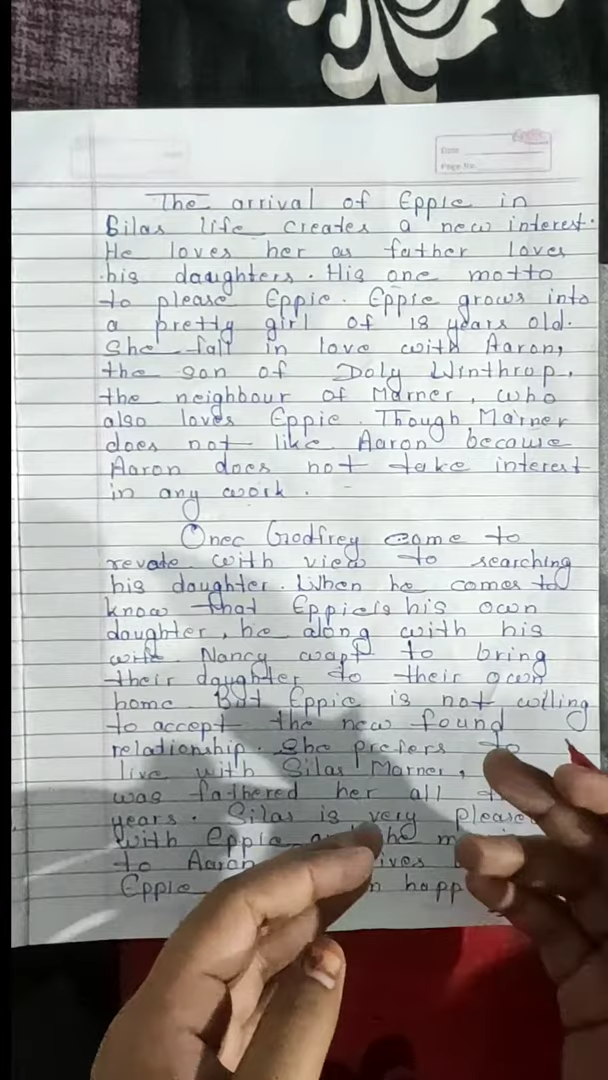 Date
Page No.
The arrival of Eppie in
Silas life creates a new interest.
He loves her as father loves
his daughters. His one motto
to please Eppie. Eppie grows into
a pretty girl of 18 years old.
She fall in love with Aaron,
the son of Doly Winthrop,
the neighbour of Marner, who
also loves Eppie. Though Marner
does not like Aaron because
Aaron does not take interest
in any work.
Onec Godfrey came to
revate with view to searching
his daughter. When he comes to
know that Eppie is his own
daughter, he along with his
wife Nancy want to bring
their daughter to their own
home But Eppie is not willing
to accept the new found
relationship. She prefers to
live with Silas Marner,
was fathered her all
years. Silas is very
with Eppie he
to Aaron
Eppie